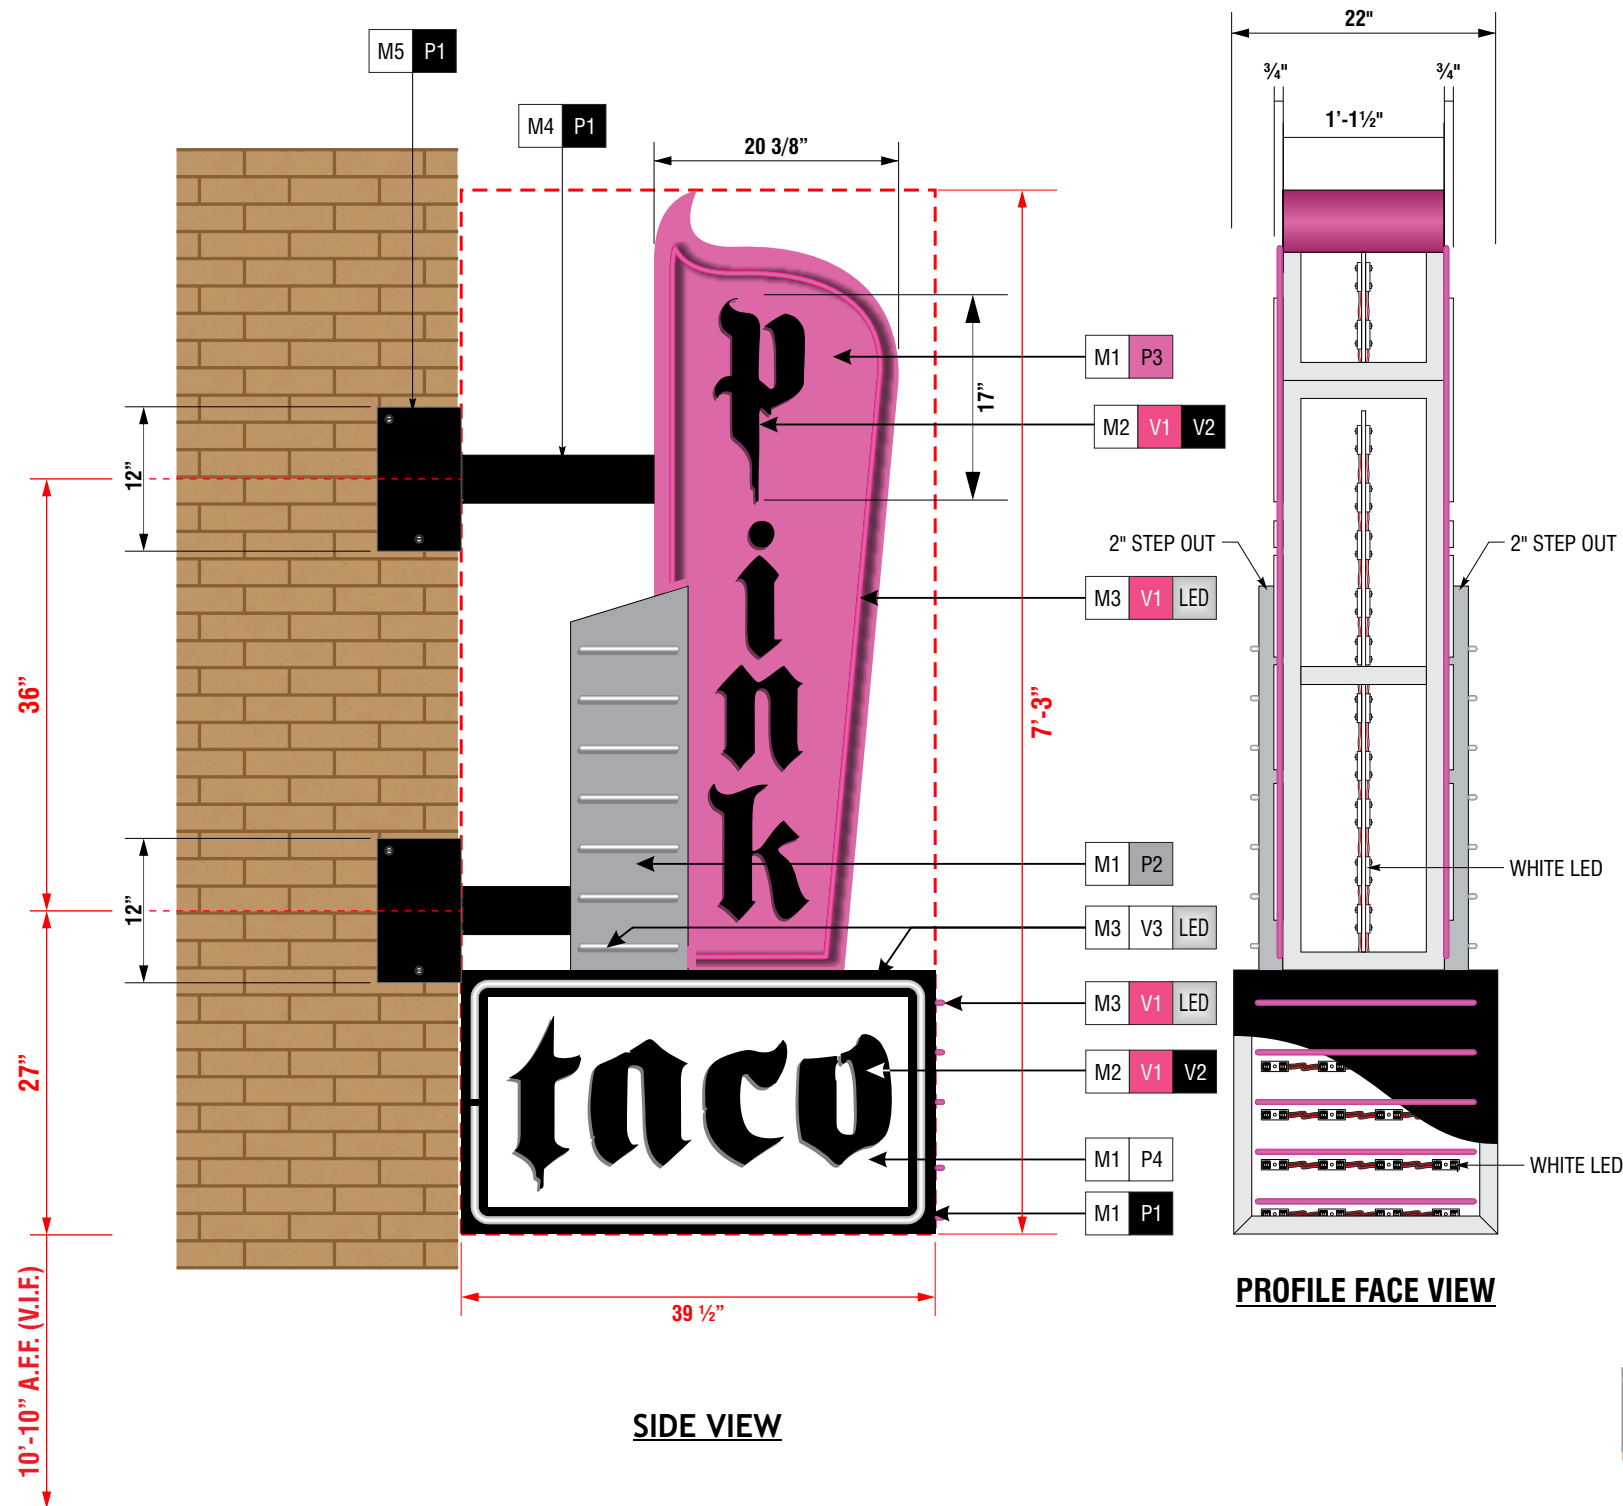 22"
M5 P1
¾" ¾"
M4 P1
1’-1½"
20 3/8”
pink
M1 P3
17”
M2 V1 V2
12”
2" STEP OUT
2" STEP OUT
M3 V1 LED
36”
7’-3”
M1 P2
WHITE LED
12”
M3 V3 LED
M3 V1 LED
taco
27”
M2 V1 V2
M1 P4
WHITE LED
M1 P1
PROFILE FACE VIEW
39 ½”
10’-10” A.F.F. (V.I.F.)
SIDE VIEW